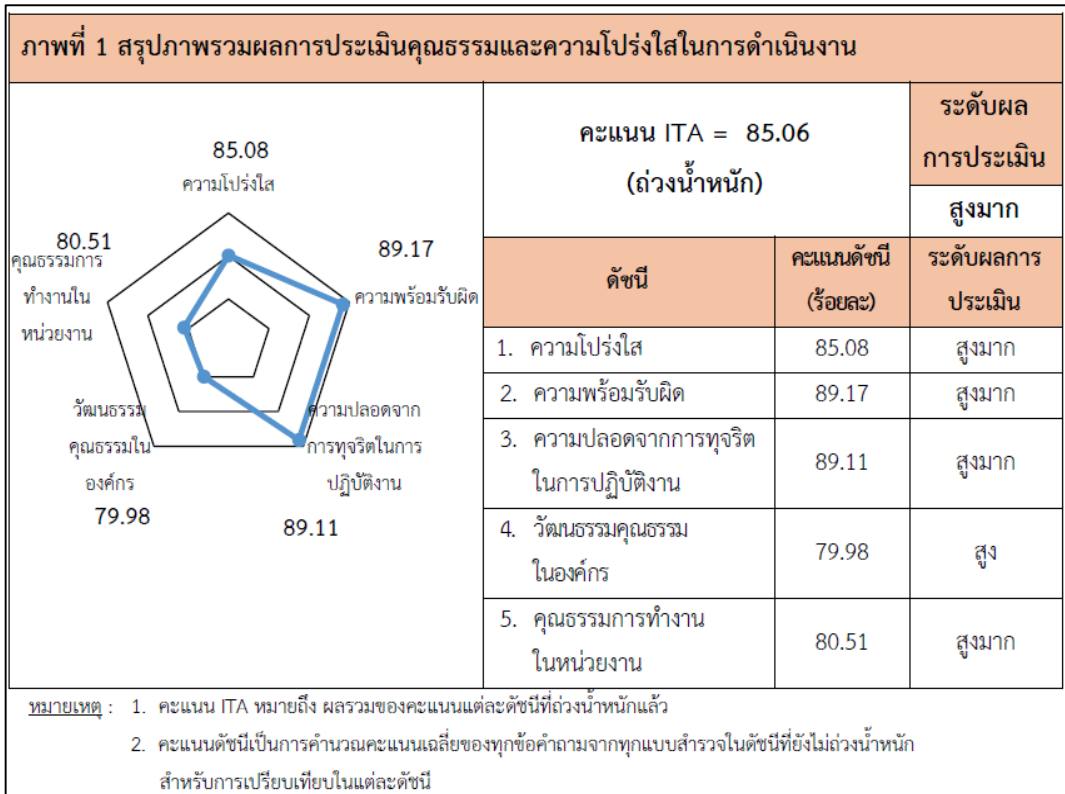 ภาพที่ 1 สรุปภาพรวมผลการประเมินคุณธรรมและความโปร่งใสในการดำเนินงาน
85.08
ความโปร่งใส
80.51
คุณธรรมการ
ทำงานใน
หน่วยงาน
89.17
ความพร้อมรับผิด
วัฒนธรรม
คุณธรรมใน
องค์กร
79.98
ความปลอดจาก
การทุจริตในการ
ปฏิบัติงาน
89.11
คะแนน ITA = 85.06
(ถ่วงน้ำหนัก)
ระดับผล
การประเมิน
สูงมาก
ดัชนี
คะแนนดัชนี
(ร้อยละ)
ระดับผลการ
ประเมิน
1. ความโปร่งใส 85.08 สูงมาก
2. ความพร้อมรับผิด 89.17 สูงมาก
3. ความปลอดจากการทุจริต
ในการปฏิบัติงาน
89.11 สูงมาก
4. วัฒนธรรมคุณธรรม
ในองค์กร
79.98 สูง
5. คุณธรรมการทำงาน
ในหน่วยงาน
80.51 สูงมาก
หมายเหตุ : 1. คะแนน ITA หมายถึง ผลรวมของคะแนนแต่ละดัชนีที่ถ่วงน้ำหนักแล้ว
2. คะแนนดัชนีเป็นการคำนวณคะแนนเฉลี่ยของทุกข้อคำถามจากทุกแบบสำรวจในดัชนีที่ยังไม่ถ่วงน้ำหนัก
สำหรับการเปรียบเทียบในแต่ละดัชนี